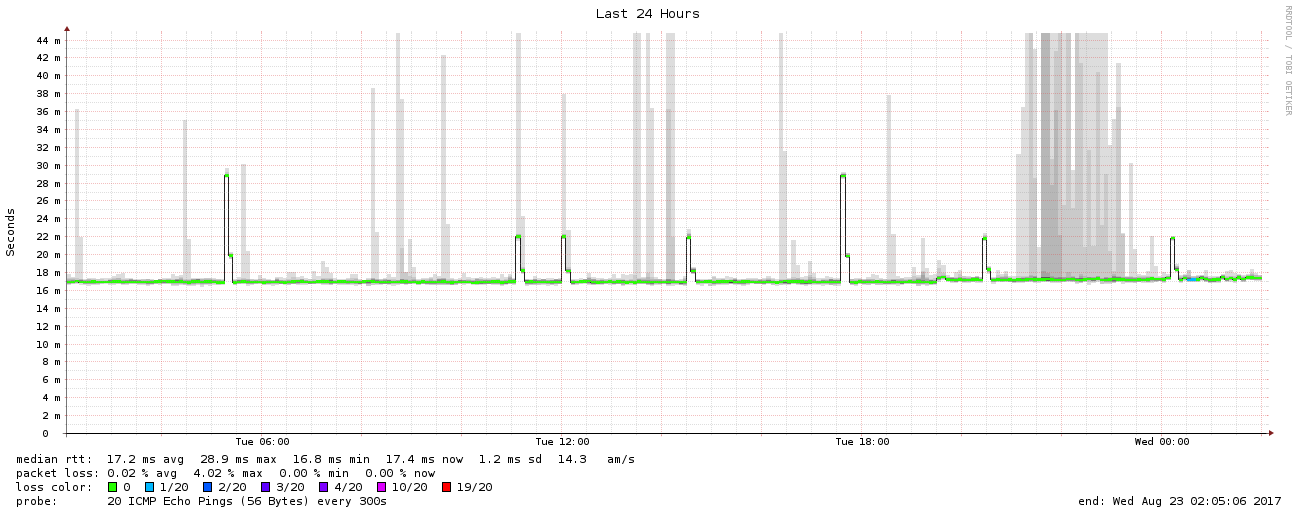 Last 24 Hours
RRDTOOL / TOBI OETIKER
Seconds
44 m
42 m
40 m
38 m
36 m
34 m
32 m
30 m
28 m
26 m
24 m
22 m
20 m
18 m
16 m
14 m
12 m
10 m
8 m
6 m
4 m
2 m
0
Tue 06:00 Tue 12:00 Tue 18:00 Wed 00:00
median rtt: 17.2 ms avg 28.9 ms max 16.8 ms min 17.4 ms now 1.2 ms sd 14.3 am/s
packet loss: 0.02 % avg 4.02 % max 0.00 % min 0.00 % now
loss color: 0 1/20 2/20 3/20 4/20 10/20 19/20
probe: 20 ICMP Echo Pings (56 Bytes) every 300s end: Wed Aug 23 02:05:06 2017